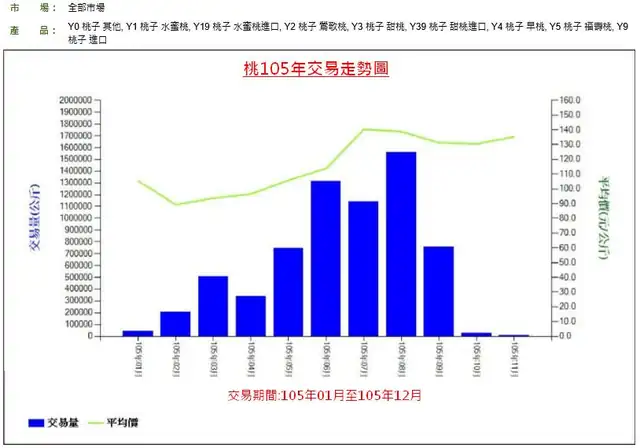 市 場： 全部市場
產 品： Y0 桃子 其他, Y1 桃子 水蜜桃, Y19 桃子 水蜜桃進口, Y2 桃子 鶯歌桃, Y3 桃子 甜桃, Y39 桃子 甜桃進口, Y4 桃子 早桃, Y5 桃子 福壽桃, Y9
桃子 進口
桃105年交易走勢圖
交易量(公斤)
2000000
1900000
1800000
1700000
1600000
1500000
1400000
1300000
1200000
1100000
1000000
900000
800000
700000
600000
500000
400000
300000
200000
100000
0
160.0
150.0
140.0
130.0
120.0
110.0
100.0
90.0
80.0
70.0
60.0
50.0
40.0
30.0
20.0
10.0
0.0
平均價(元/公斤)
105年01月
105年02月
105年03月
105年04月
105年05月
105年06月
105年07月
105年08月
105年09月
105年10月
105年11月
交易期間:105年01月至105年12月
交易量 平均價